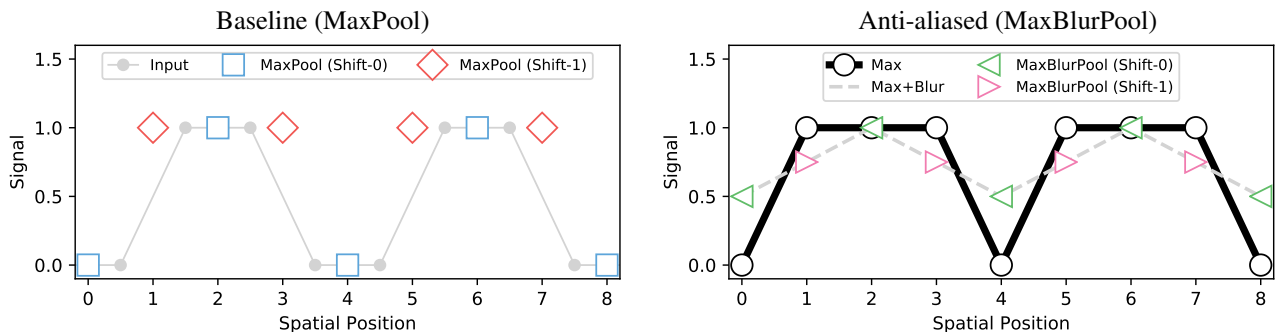 Baseline (MaxPool)
Input
MaxPool (Shift-0)
MaxPool (Shift-1)
Signal
1.5
1.0
0.5
0.0
0 1 2 3 4 5 6 7 8
Spatial Position
Anti-aliased (MaxBlurPool)
Max
Max+Blur
MaxBlurPool (Shift-0)
MaxBlurPool (Shift-1)
Signal
1.5
1.0
0.5
0.0
0 1 2 3 4 5 6 7 8
Spatial Position